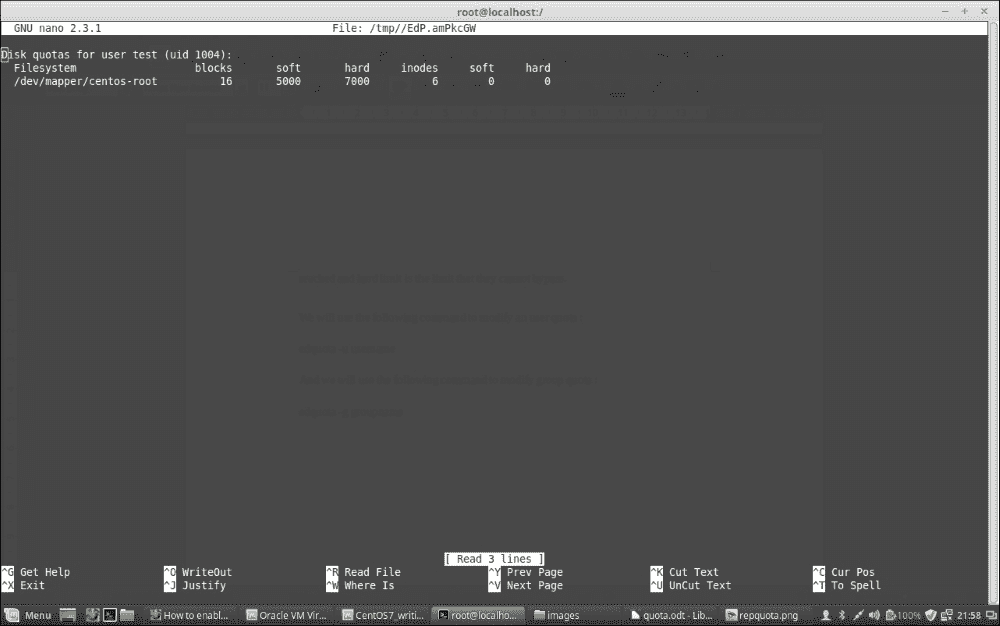 root@localhost:/
GNU nano 2.3.1 File: /tmp//EdP.amPkcGW
Disk quotas for user test (uid 1004):
Filesystem blocks soft hard inodes soft hard
/dev/mapper/centos-root 16 5000 7000 6 0 0
[ Read 3 lines ]
^G Get Help ^O WriteOut ^R Read File ^Y Prev Page ^K Cut Text ^C Cur Pos
^X Exit ^J Justify ^W Where Is ^V Next Page ^U UnCut Text ^T To Spell
Menu How to enabl... Oracle VM Vir... CentOS7_writi... root@localho... images quota.odt - Lib... repquota.png 100% 21:58